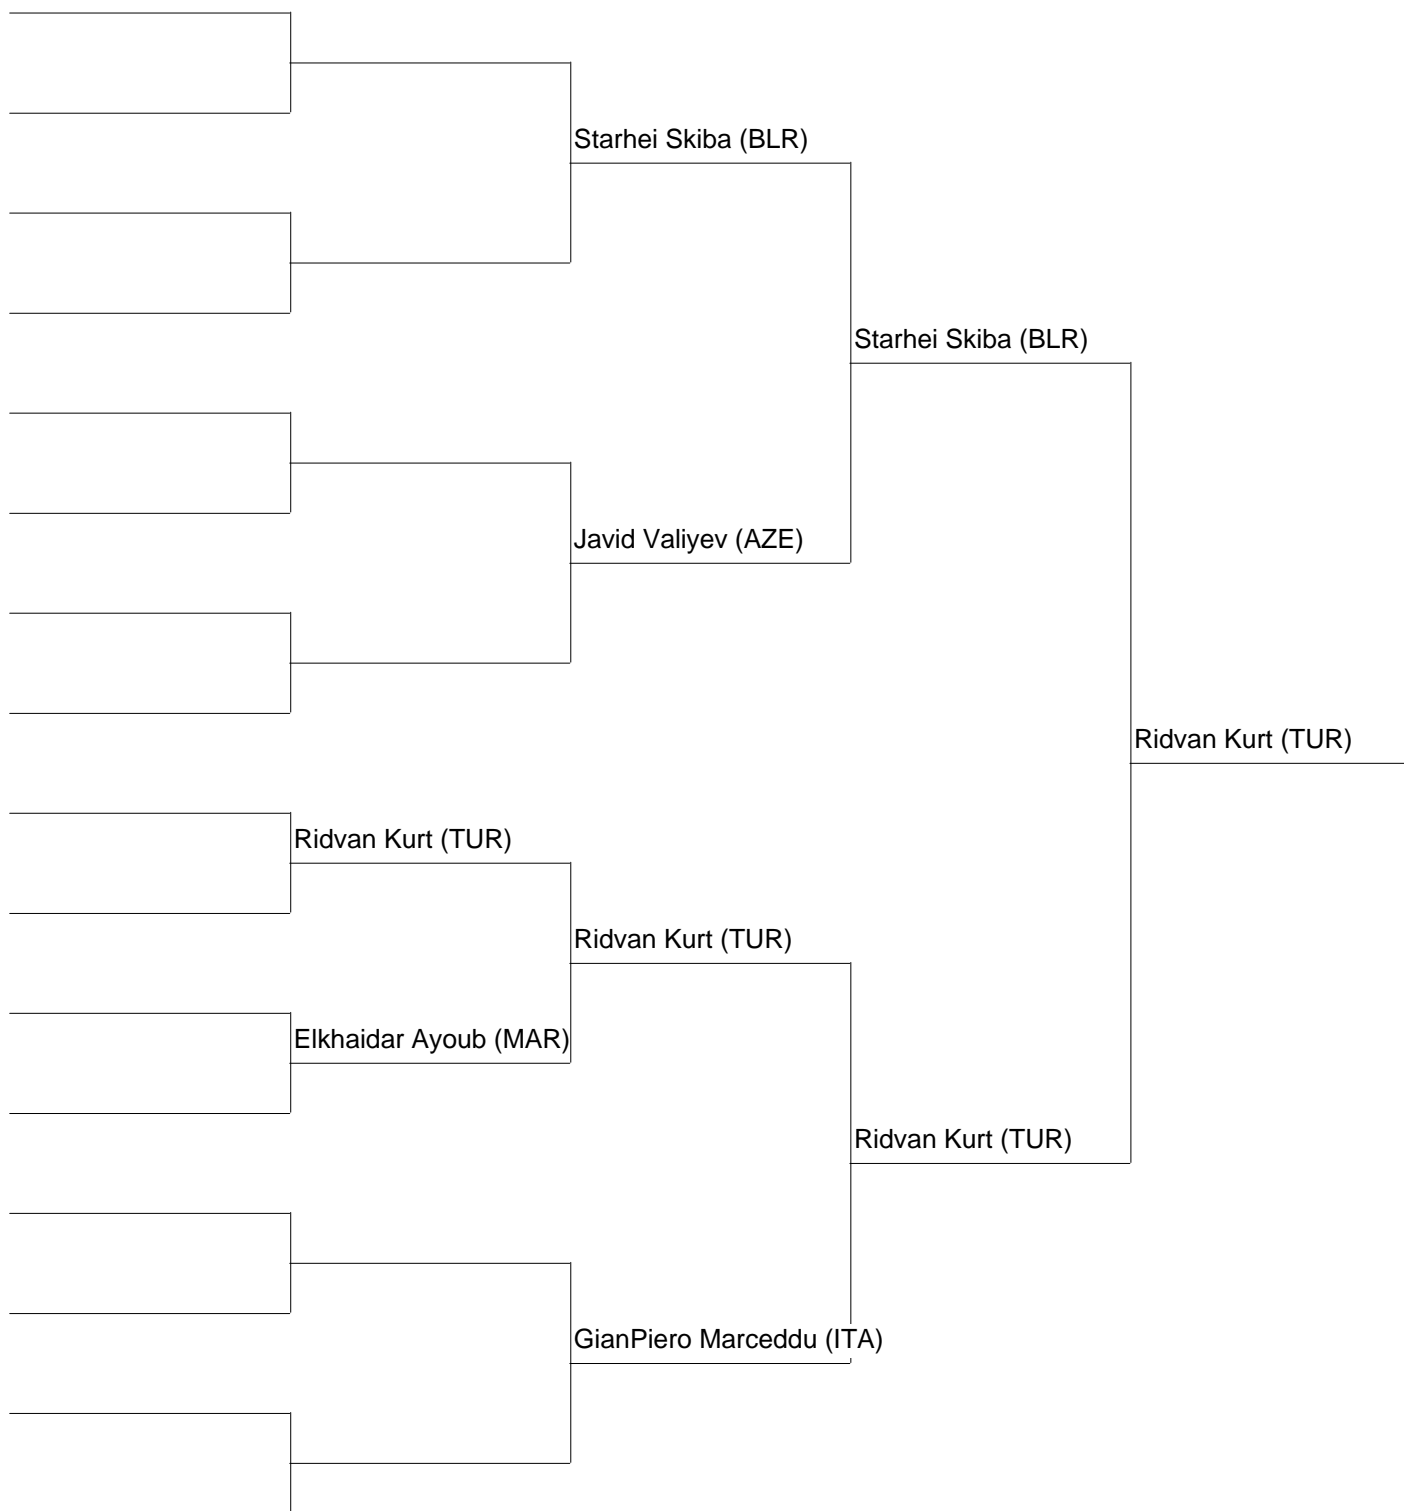 Starhei Skiba (BLR)
Starhei Skiba (BLR)
Javid Valiyev (AZE)
Ridvan Kurt (TUR)
Ridvan Kurt (TUR)
Ridvan Kurt (TUR)
Elkhaidar Ayoub (MAR)
Ridvan Kurt (TUR)
GianPiero Marceddu (ITA)